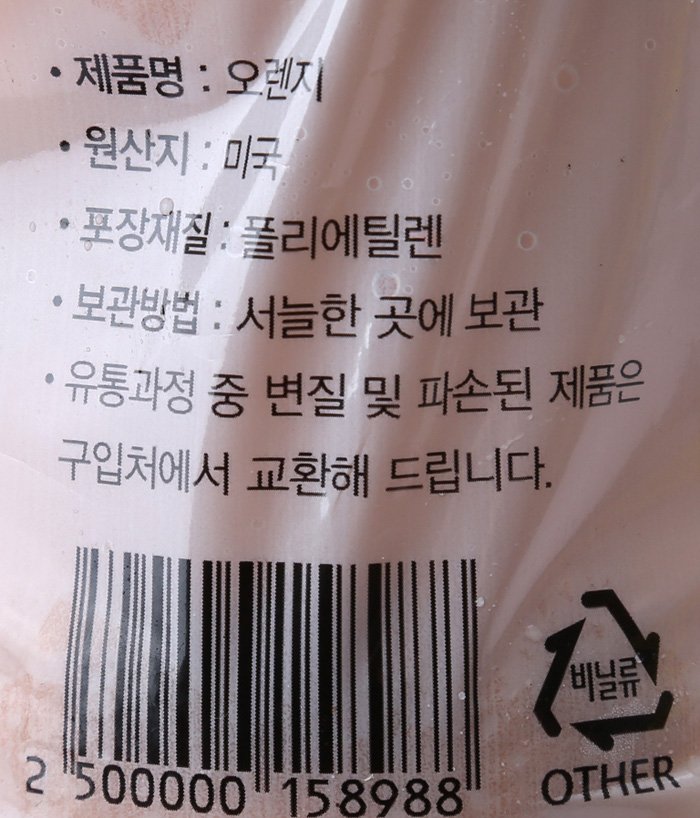 • 제품명 : 오렌지
• 원산지 : 미국
• 포장재질 : 폴리에틸렌
• 보관방법 : 서늘한 곳에 보관
• 유통과정 중 변질 및 파손된 제품은
구입처에서 교환해 드립니다.
비닐류
OTHER
2 500000 158988